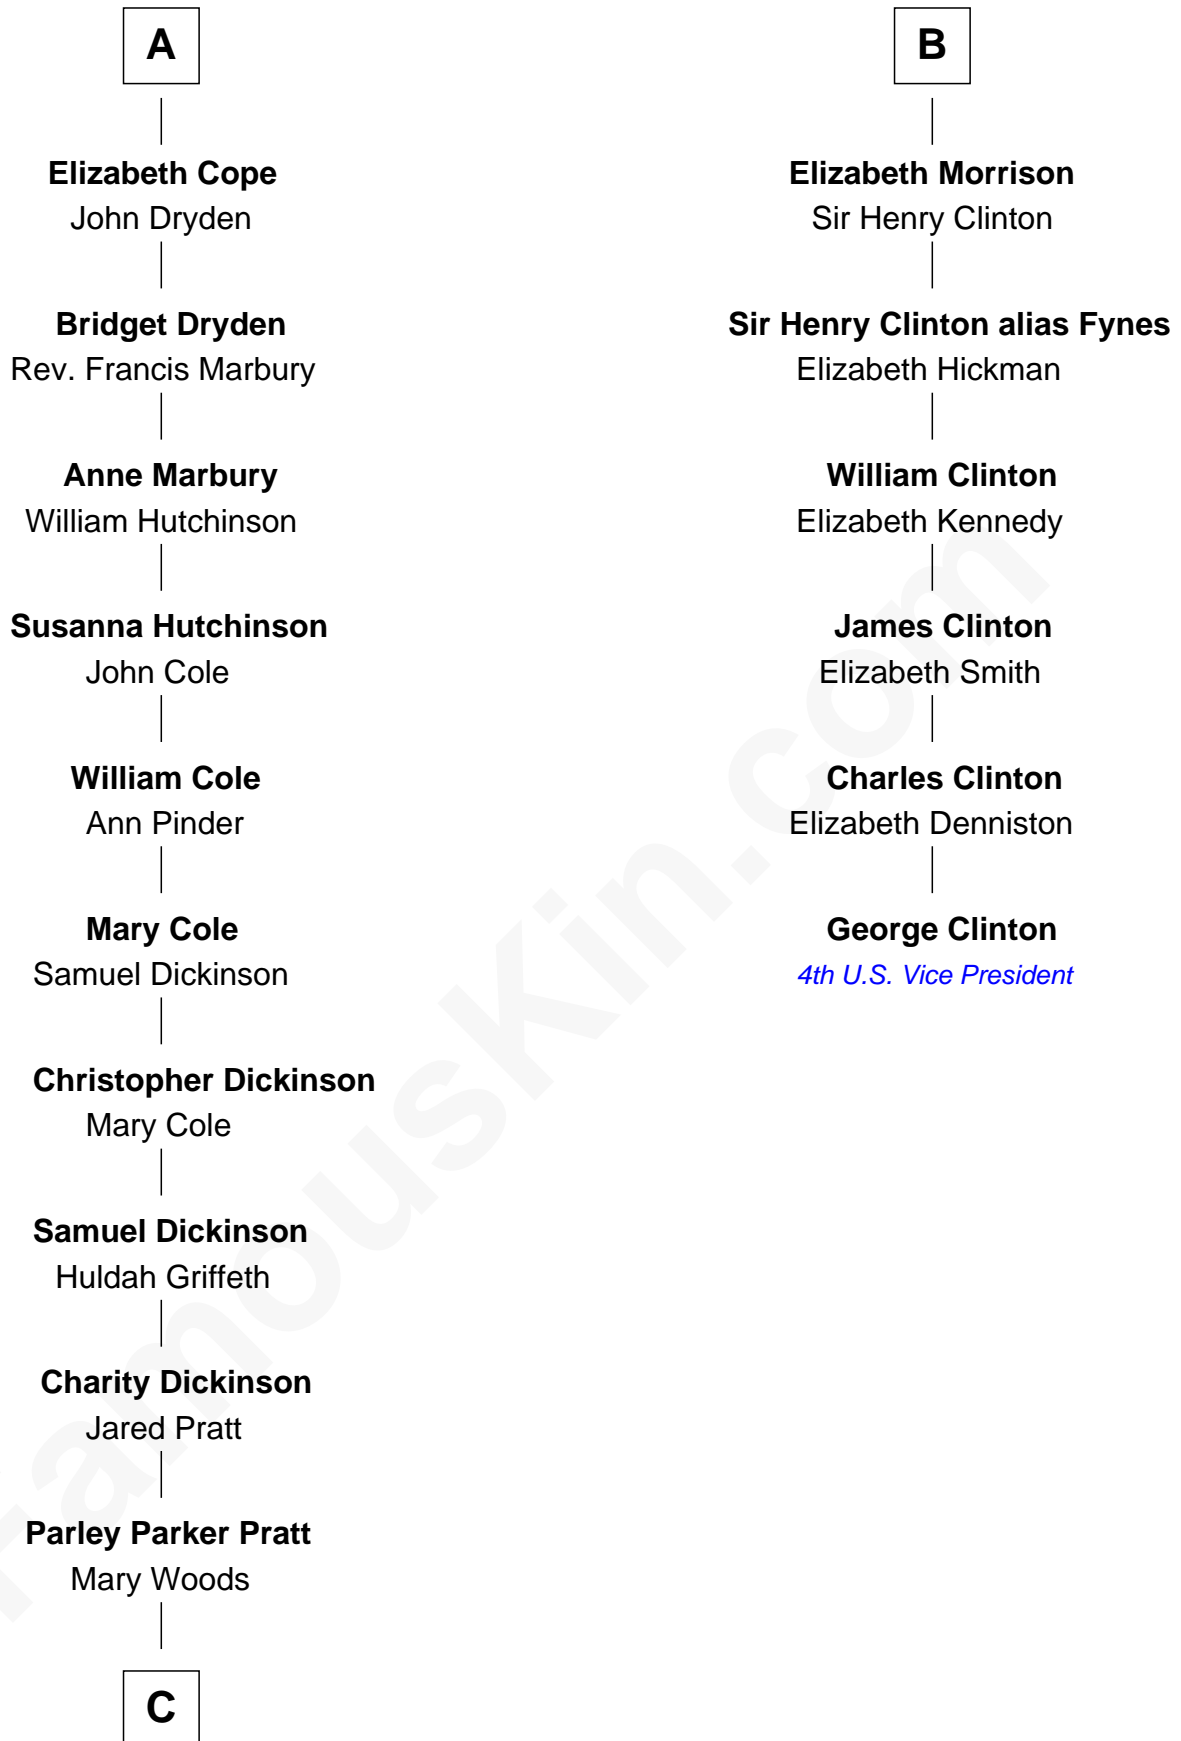 A
Elizabeth Cope
John Dryden
Bridget Dryden
Rev. Francis Marbury
Anne Marbury
William Hutchinson
Susanna Hutchinson
John Cole
William Cole
Ann Pinder
Mary Cole
Samuel Dickinson
Christopher Dickinson
Mary Cole
Samuel Dickinson
Huldah Griffeth
Charity Dickinson
Jared Pratt
Parley Parker Pratt
Mary Woods
C
B
Elizabeth Morrison
Sir Henry Clinton
Sir Henry Clinton alias Fynes
Elizabeth Hickman
William Clinton
Elizabeth Kennedy
James Clinton
Elizabeth Smith
Charles Clinton
Elizabeth Denniston
George Clinton
4th U.S. Vice President
FamousKin.com